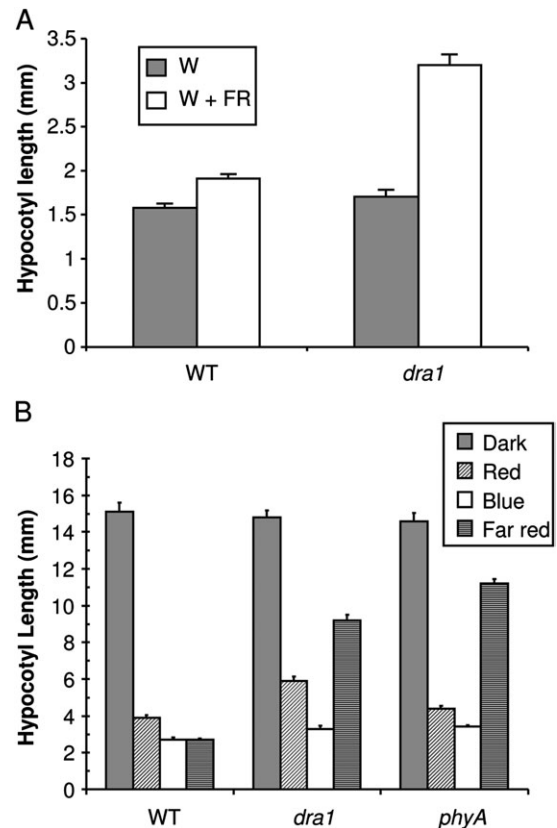 A
Hypocotyl length (mm)
3.5
3
2.5
2
1.5
1
0.5
0
W
W + FR
WT
dra1
B
Hypocotyl Length (mm)
18
16
14
12
10
8
6
4
2
0
Dark
Red
Blue
Far red
WT
dra1
phyA